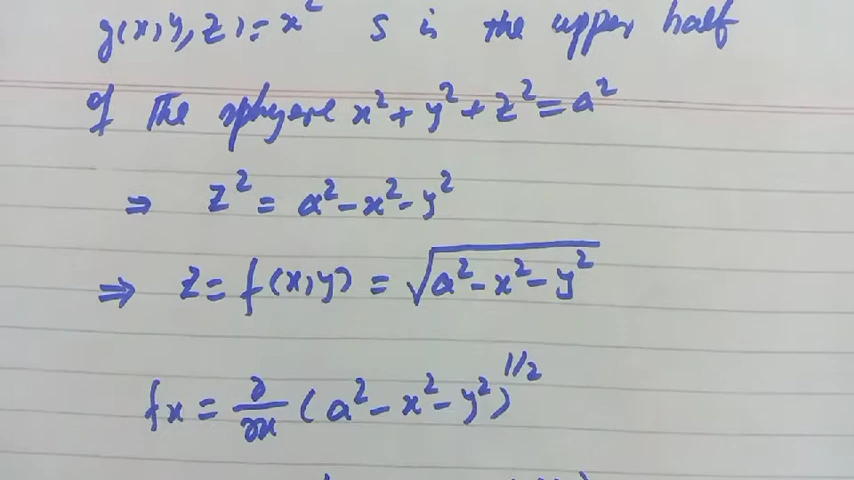 g(x,y,z) = x² S is the upper half
of the sphyere x² + y² + z² = a²
⇒ z² = a² - x² - y²
⇒ z = f(x,y) = √(a² - x² - y²)
fx = ∂/∂x (a² - x² - y²)^1/2